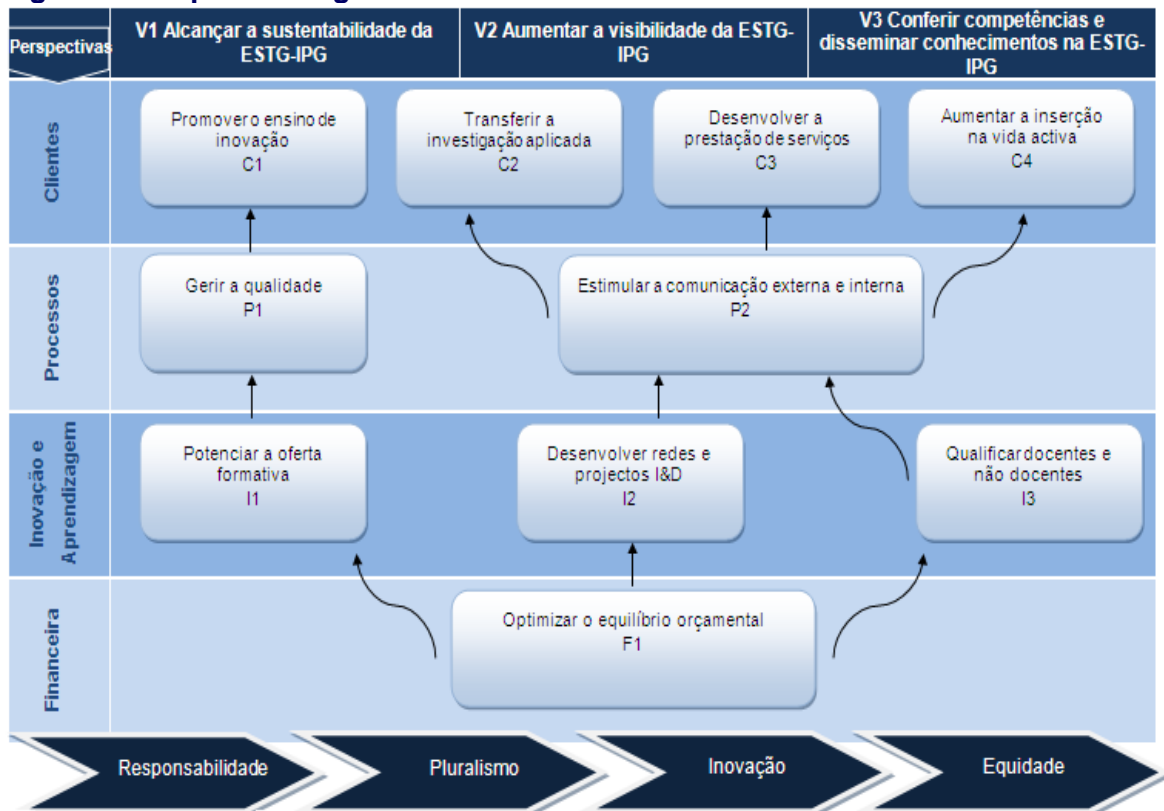 Perspectivas
V1 Alcançar a sustentabilidade da
ESTG-IPG
V2 Aumentar a visibilidade da ESTG-
IPG
V3 Conferir competências e
disseminar conhecimentos na ESTG-
IPG
Clientes
Promover o ensino de
inovação
C1
Transferir a
investigação aplicada
C2
Desenvolver a
prestação de serviços
C3
Aumentar a inserção
na vida activa
C4
Processos
Gerir a qualidade
P1
Estimular a comunicação externa e interna
P2
Inovação e
Aprendizagem
Potenciar a oferta
formativa
I1
Desenvolver redes e
projectos I&D
I2
Qualificar docentes e
não docentes
I3
Financeira
Optimizar o equilíbrio orçamental
F1
Responsabilidade
Pluralismo
Inovação
Equidade